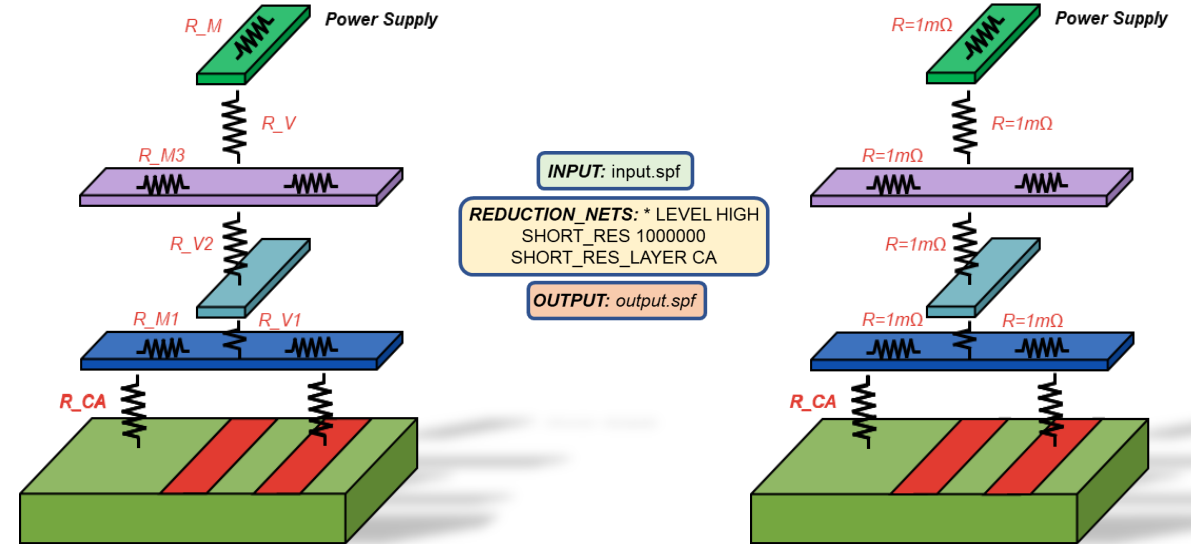 R_M
Power Supply
R_V
R_M3
R_V2
R_M1
R_V1
R_CA
INPUT: input.spf
REDUCTION_NETS: * LEVEL HIGH
SHORT_RES 1000000
SHORT_RES_LAYER CA
OUTPUT: output.spf
R=1mΩ
Power Supply
R=1mΩ
R=1mΩ
R=1mΩ
R=1mΩ
R=1mΩ
R_CA